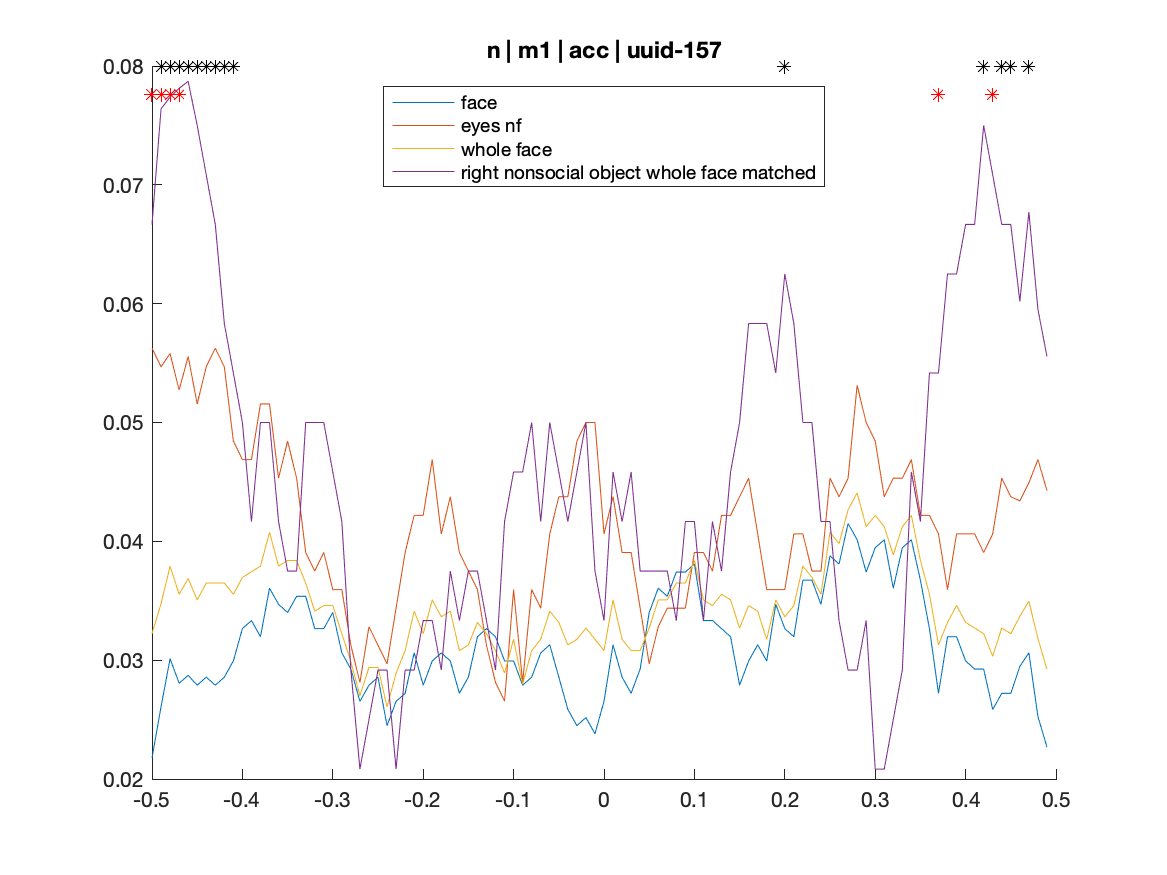 n | m1 | acc | uuid-157
0.08
face
eyes nf
whole face
right nonsocial object whole face matched
0.07
0.06
0.05
0.04
0.03
0.02
-0.5 -0.4 -0.3 -0.2 -0.1 0 0.1 0.2 0.3 0.4 0.5